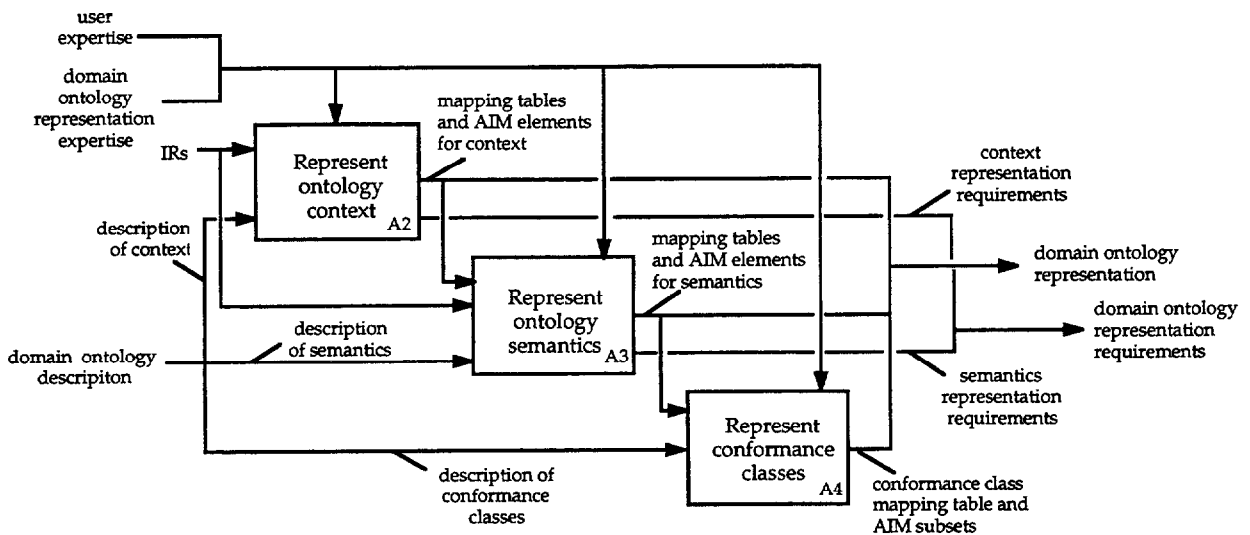 user
expertise
domain
ontology
representation
expertise
IRs
mapping tables
and AIM elements
for context
Represent
ontology
context
A2
context
representation
requirements
description
of context
mapping tables
and AIM elements
for semantics
domain ontology
representation
Represent
ontology
semantics
A3
domain ontology
representation
requirements
description
of semantics
domain ontology
descripiton
semantics
representation
requirements
Represent
conformance
classes
A4
description of
conformance
classes
conformance class
mapping table and
AIM subsets